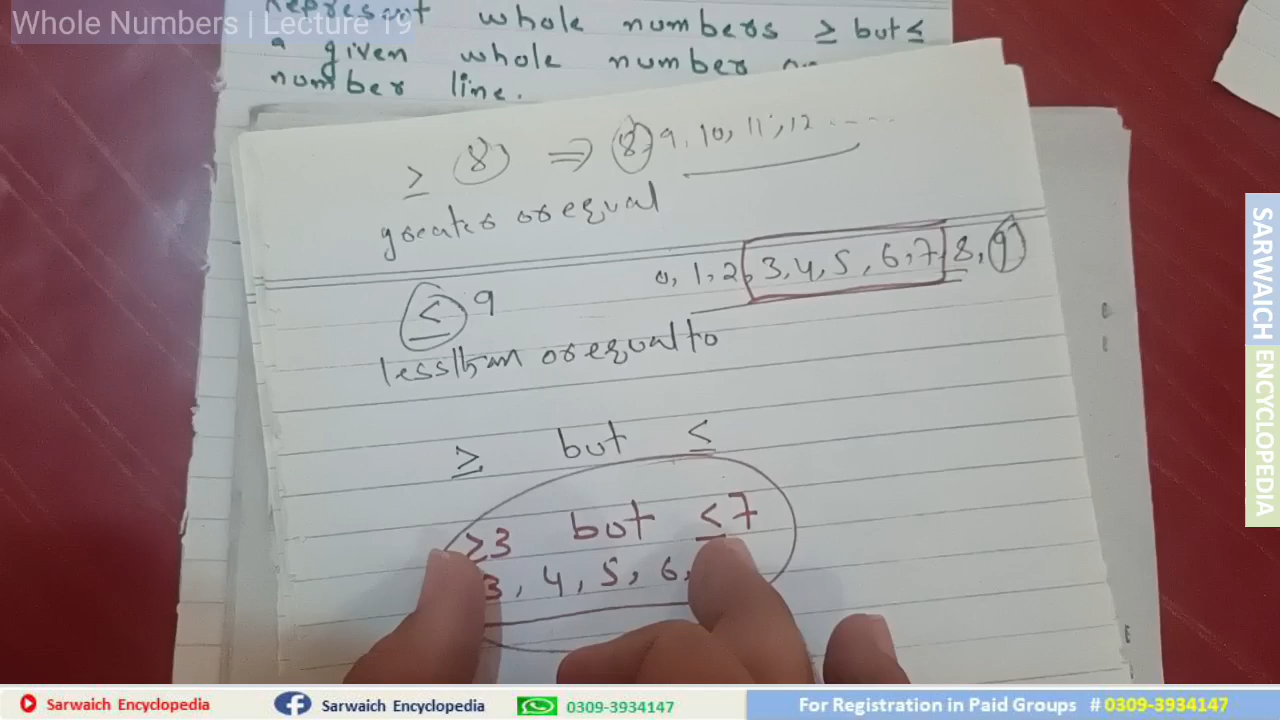 Whole Numbers | Lecture 19
Represent whole numbers ≥ but ≤
a given whole number
number line.
≥ 8 ⇒ 8, 9, 10, 11, 12 .....
greater or equal
0, 1, 2, 3, 4, 5, 6, 7, 8, 9
≤ 9
less than or equal to
≥ but ≤
≥3 but ≤7
3, 4, 5, 6,
SARWAICH ENCYCLOPEDIA
Sarwaich Encyclopedia Sarwaich Encyclopedia 0309-3934147 For Registration in Paid Groups # 0309-3934147